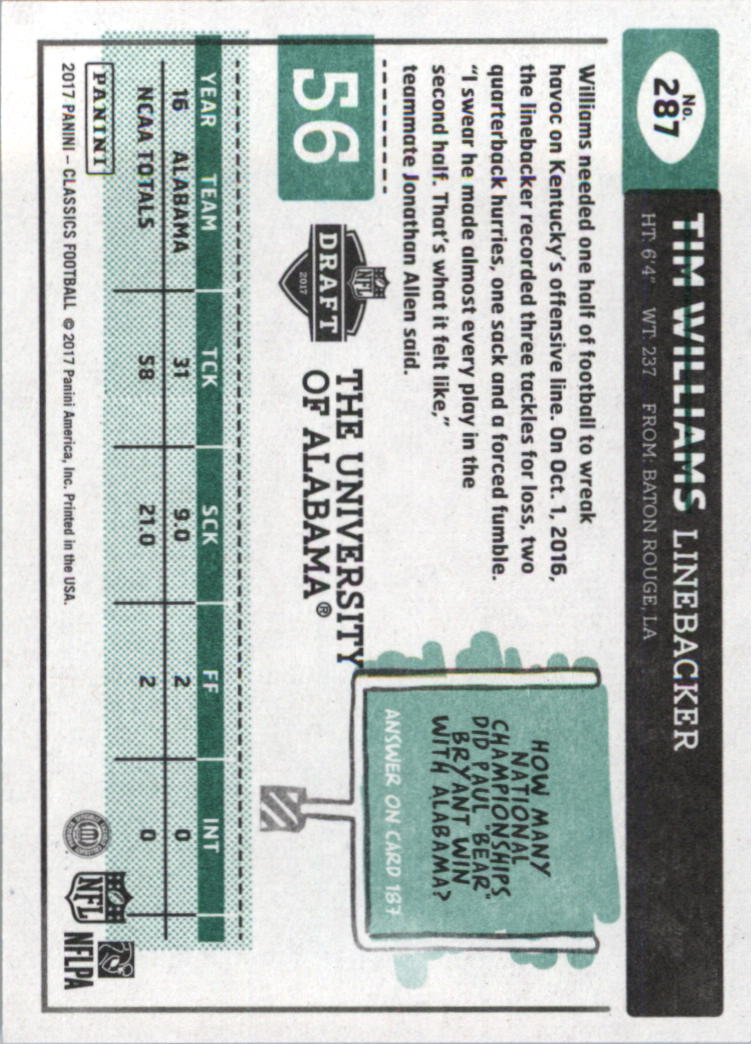 No.
287
TIM WILLIAMS LINEBACKER
HT: 6'4" WT: 237 FROM: BATON ROUGE, LA
Williams needed one half of football to wreak
havoc on Kentucky's offensive line. On Oct. 1, 2016,
the linebacker recorded three tackles for loss, two
quarterback hurries, one sack and a forced fumble.
"I swear he made almost every play in the
second half. That's what it felt like,"
teammate Jonathan Allen said.
HOW MANY
NATIONAL
CHAMPIONSHIPS
DID PAUL "BEAR"
BRYANT WIN
WITH ALABAMA?
ANSWER ON CARD 187
56
NFL
DRAFT
2017
THE UNIVERSITY
OF ALABAMA®
YEAR TEAM TCK SCK FF INT
16 ALABAMA 31 9.0 2 0
NCAA TOTALS 58 21.0 2 0
PANINI
2017 PANINI – CLASSICS FOOTBALL © 2017 Panini America, Inc. Printed in the USA.
NFL
NFLPA